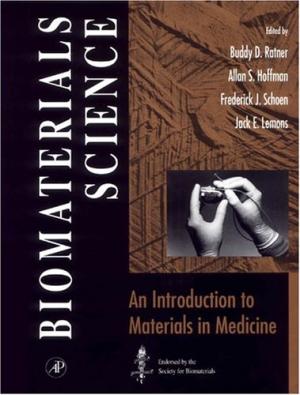 BIOMATERIALS
SCIENCE
Edited by
Buddy D. Ratner
Allan S. Hoffman
Frederick J. Schoen
Jack E. Lemons
An Introduction to
Materials in Medicine
AP
Endorsed by the
Society for Biomaterials